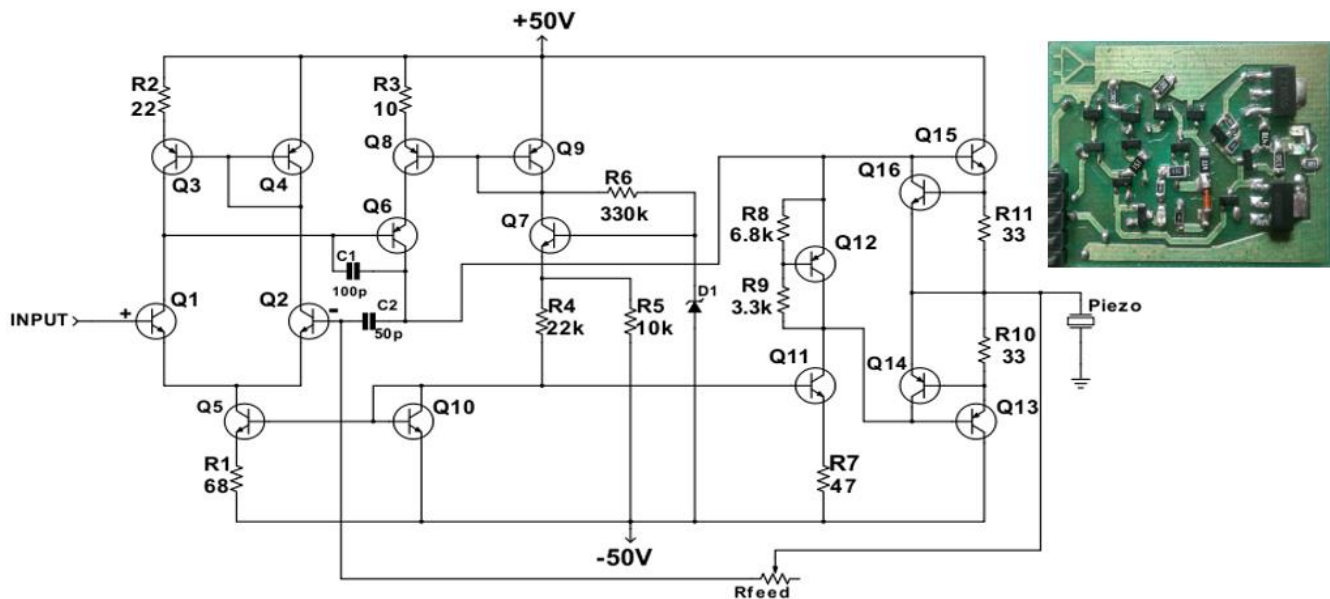 +50V
R2
22
R3
10
Q3
Q4
Q8
Q9
Q15
Q16
R6
330k
Q6
Q7
R8
6.8k
Q12
R11
33
C1
100p
D1
Q1
INPUT
+
Q2
-
C2
50p
R4
22k
R5
10k
R9
3.3k
Piezo
R10
33
Q11
Q14
Q5
Q10
Q13
R1
68
R7
47
-50V
Rfeed